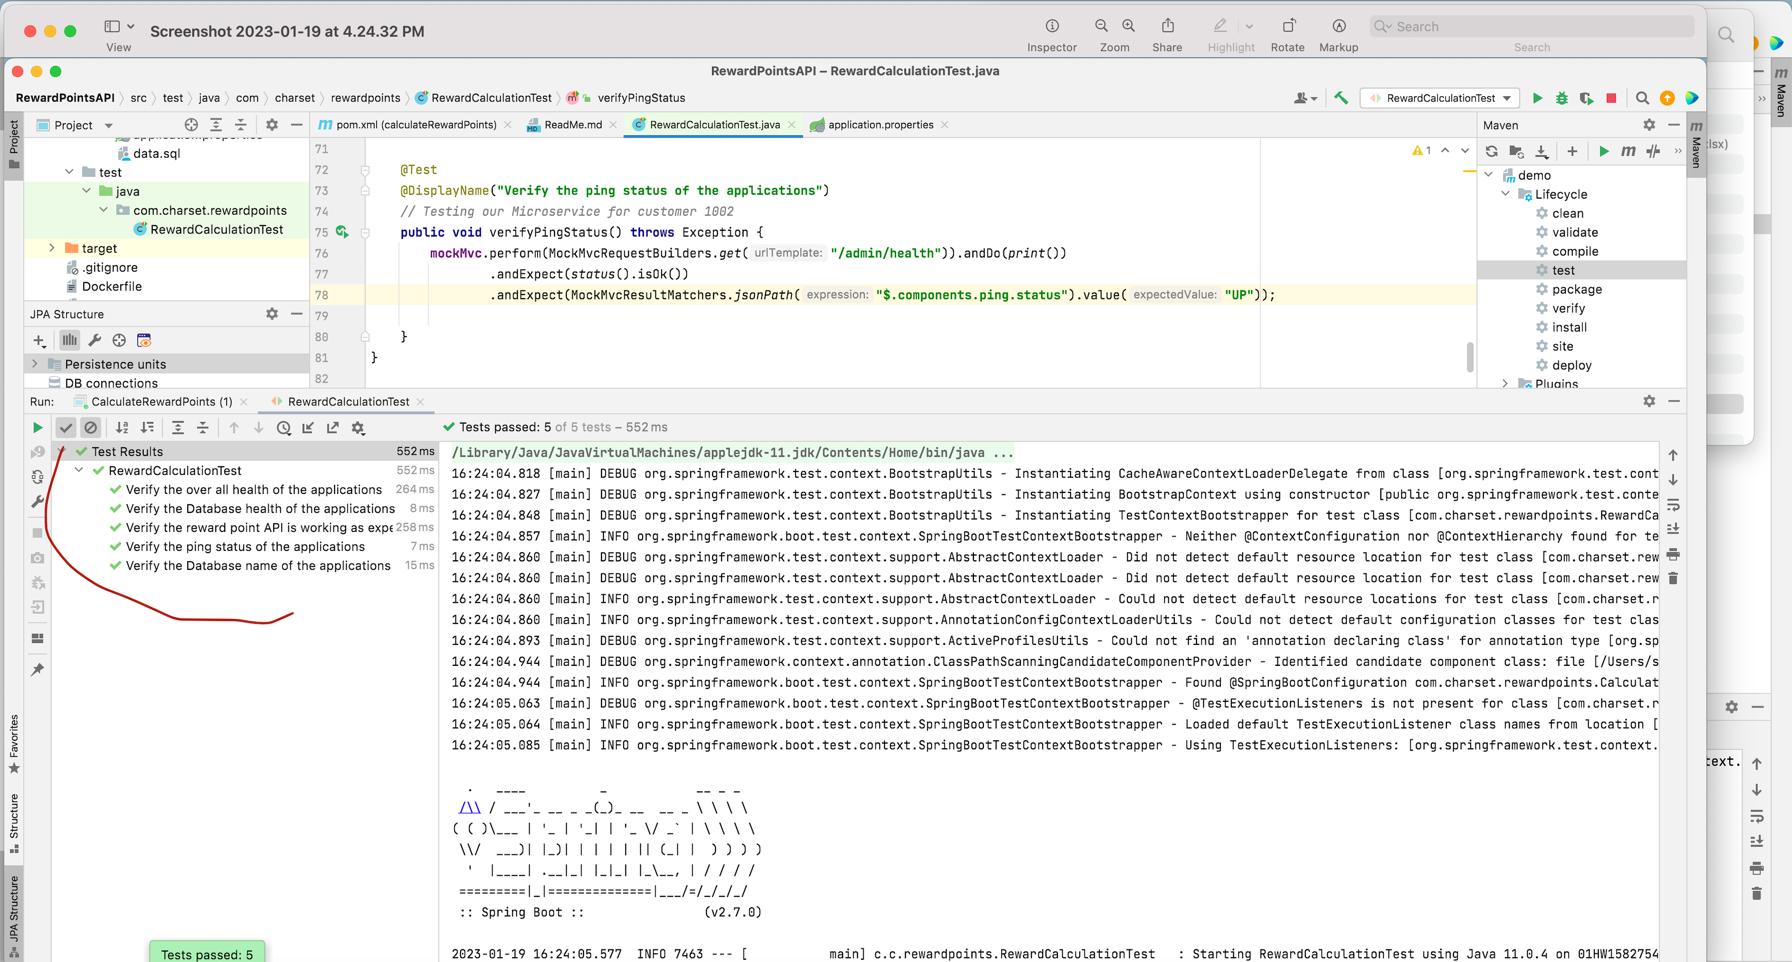 Screenshot 2023-01-19 at 4.24.32 PM
View
Inspector
Zoom
Share
Highlight
Rotate
Markup
Search
Search
RewardPointsAPI – RewardCalculationTest.java
RewardPointsAPI
src
test
java
com
charset
rewardpoints
RewardCalculationTest
verifyPingStatus
RewardCalculationTest
Project
Project
data.sql
test
java
com.charset.rewardpoints
RewardCalculationTest
target
.gitignore
Dockerfile
JPA Structure
Persistence units
DB connections
pom.xml (calculateRewardPoints)
ReadMe.md
RewardCalculationTest.java
application.properties
1
71
72 @Test
73 @DisplayName("Verify the ping status of the applications")
74 // Testing our Microservice for customer 1002
75 public void verifyPingStatus() throws Exception {
76 mockMvc.perform(MockMvcRequestBuilders.get( urlTemplate: "/admin/health")).andDo(print())
77 .andExpect(status().isOk())
78 .andExpect(MockMvcResultMatchers.jsonPath( expression: "$.components.ping.status").value( expectedValue: "UP"));
79
80 }
81 }
82
Maven
demo
Lifecycle
clean
validate
compile
test
package
verify
install
site
deploy
Plugins
Maven
Maven
lsx)
Run:
CalculateRewardPoints (1)
RewardCalculationTest
Tests passed: 5 of 5 tests – 552 ms
Test Results 552 ms
RewardCalculationTest 552 ms
Verify the over all health of the applications 264 ms
Verify the Database health of the applications 8 ms
Verify the reward point API is working as expe 258 ms
Verify the ping status of the applications 7 ms
Verify the Database name of the applications 15 ms
/Library/Java/JavaVirtualMachines/applejdk-11.jdk/Contents/Home/bin/java ...
16:24:04.818 [main] DEBUG org.springframework.test.context.BootstrapUtils - Instantiating CacheAwareContextLoaderDelegate from class [org.springframework.test.cont
16:24:04.827 [main] DEBUG org.springframework.test.context.BootstrapUtils - Instantiating BootstrapContext using constructor [public org.springframework.test.conte
16:24:04.848 [main] DEBUG org.springframework.test.context.BootstrapUtils - Instantiating TestContextBootstrapper for test class [com.charset.rewardpoints.RewardCa
16:24:04.857 [main] INFO org.springframework.boot.test.context.SpringBootTestContextBootstrapper - Neither @ContextConfiguration nor @ContextHierarchy found for te
16:24:04.860 [main] DEBUG org.springframework.test.context.support.AbstractContextLoader - Did not detect default resource location for test class [com.charset.rew
16:24:04.860 [main] DEBUG org.springframework.test.context.support.AbstractContextLoader - Did not detect default resource location for test class [com.charset.rew
16:24:04.860 [main] INFO org.springframework.test.context.support.AbstractContextLoader - Could not detect default resource locations for test class [com.charset.r
16:24:04.860 [main] INFO org.springframework.test.context.support.AnnotationConfigContextLoaderUtils - Could not detect default configuration classes for test clas
16:24:04.893 [main] DEBUG org.springframework.test.context.support.ActiveProfilesUtils - Could not find an 'annotation declaring class' for annotation type [org.sp
16:24:04.944 [main] DEBUG org.springframework.context.annotation.ClassPathScanningCandidateComponentProvider - Identified candidate component class: file [/Users/s
16:24:04.944 [main] INFO org.springframework.boot.test.context.SpringBootTestContextBootstrapper - Found @SpringBootConfiguration com.charset.rewardpoints.Calculat
16:24:05.063 [main] DEBUG org.springframework.boot.test.context.SpringBootTestContextBootstrapper - @TestExecutionListeners is not present for class [com.charset.r
16:24:05.064 [main] INFO org.springframework.boot.test.context.SpringBootTestContextBootstrapper - Loaded default TestExecutionListener class names from location [
16:24:05.085 [main] INFO org.springframework.boot.test.context.SpringBootTestContextBootstrapper - Using TestExecutionListeners: [org.springframework.test.context.
:: Spring Boot :: (v2.7.0)
2023-01-19 16:24:05.577 INFO 7463 --- [ main] c.c.rewardpoints.RewardCalculationTest : Starting RewardCalculationTest using Java 11.0.4 on 01HW1582754
Favorites
Structure
JPA Structure
Tests passed: 5
text.